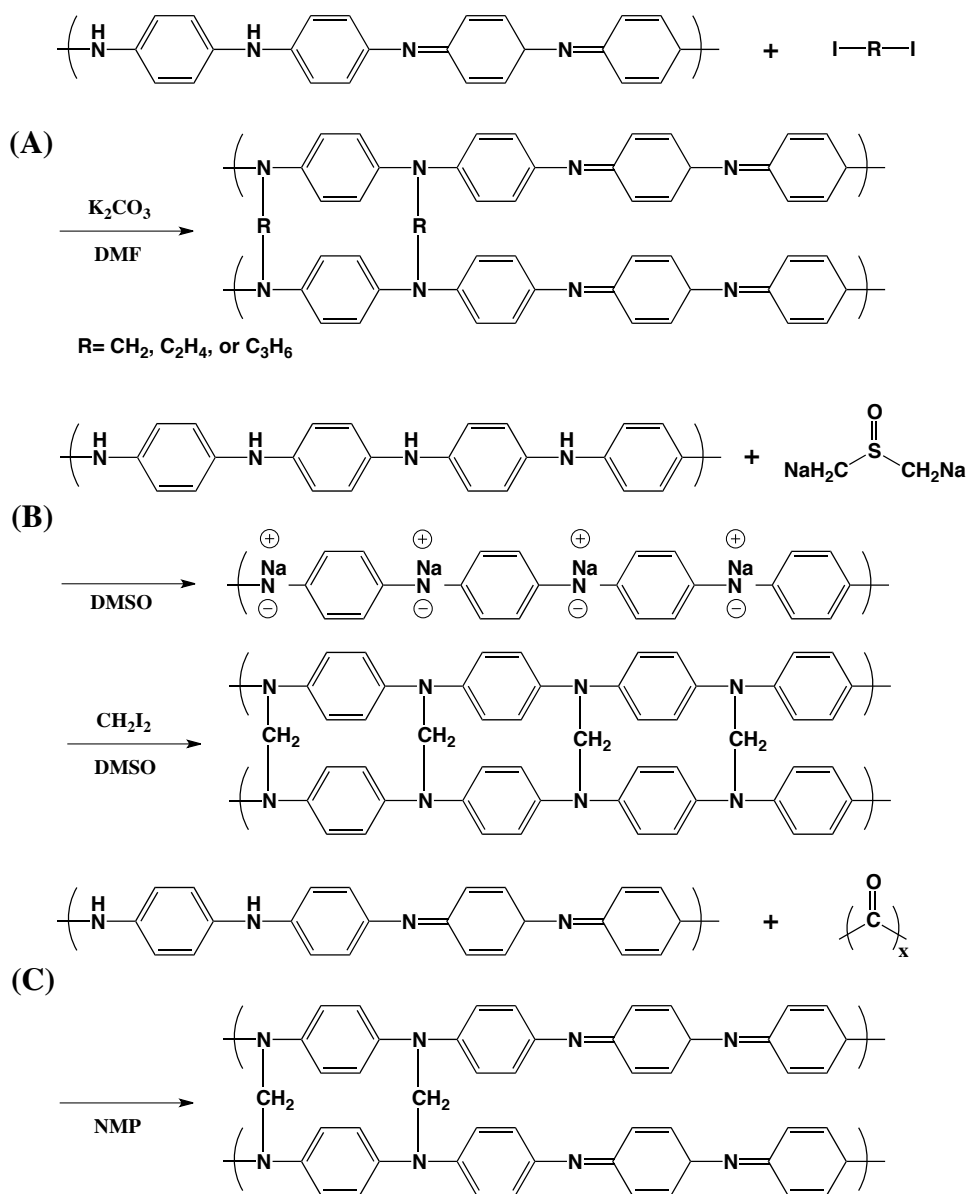 H H
N N N N + I—R—I
(A)
N N N N
K₂CO₃
R R
DMF
N N N N
R= CH₂, C₂H₄, or C₃H₆
O
H H H H
N N N N + S
NaH₂C CH₂Na
(B)
+ + + +
Na Na Na Na
N N N N
DMSO
− − − −
N N N N
CH₂I₂
CH₂ CH₂ CH₂ CH₂
DMSO
N N N N
O
H H
N N N N + ( C )x
(C)
N N N N
CH₂ CH₂
NMP
N N N N